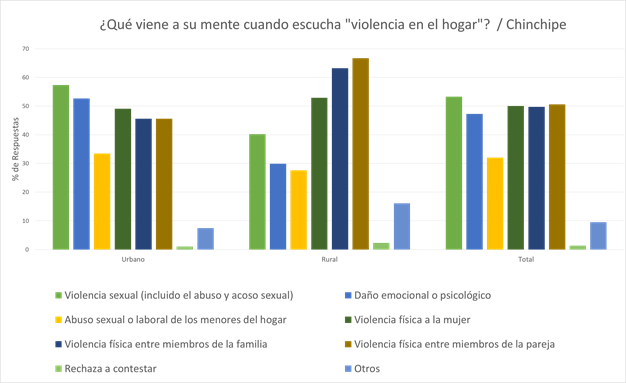 ¿Qué viene a su mente cuando escucha "violencia en el hogar"? / Chinchipe
70
60
50
40
30
20
10
0
% de Respuestas
Urbano Rural Total
Violencia sexual (incluido el abuso y acoso sexual) Daño emocional o psicológico
Abuso sexual o laboral de los menores del hogar Violencia física a la mujer
Violencia física entre miembros de la familia Violencia física entre miembros de la pareja
Rechaza a contestar Otros